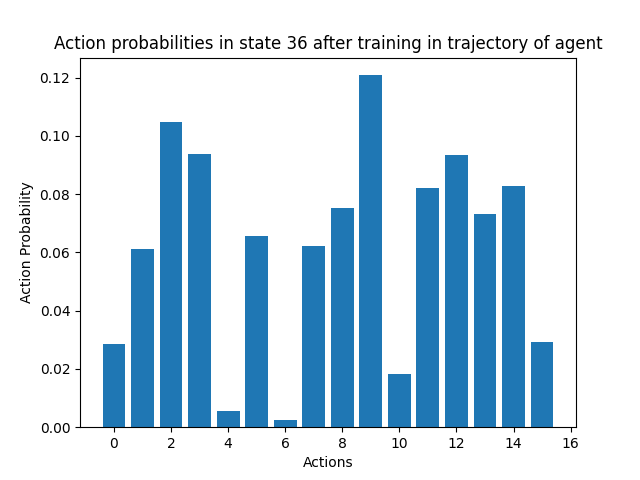 Action probabilities in state 36 after training in trajectory of agent
0.12
0.10
0.08
0.06
0.04
0.02
0.00
Action Probability
0 2 4 6 8 10 12 14 16
Actions